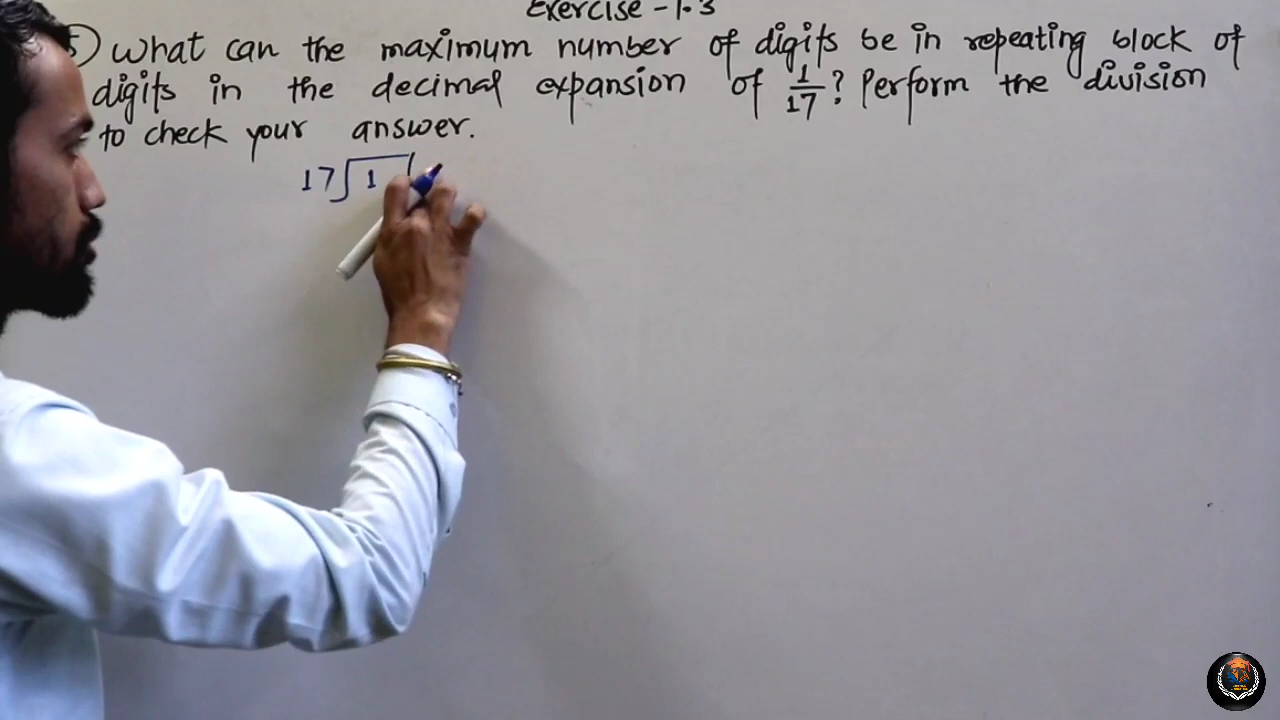 Exercise - 1.3
5) What can the maximum number of digits be in repeating block of
digits in the decimal expansion of 1/17? Perform the division
to check your answer.
17 1